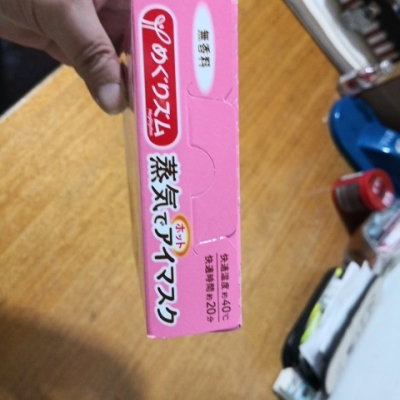 無香料
めぐりズム
蒸気でホットアイマスク
快適温度 約40℃
快適時間 約20分